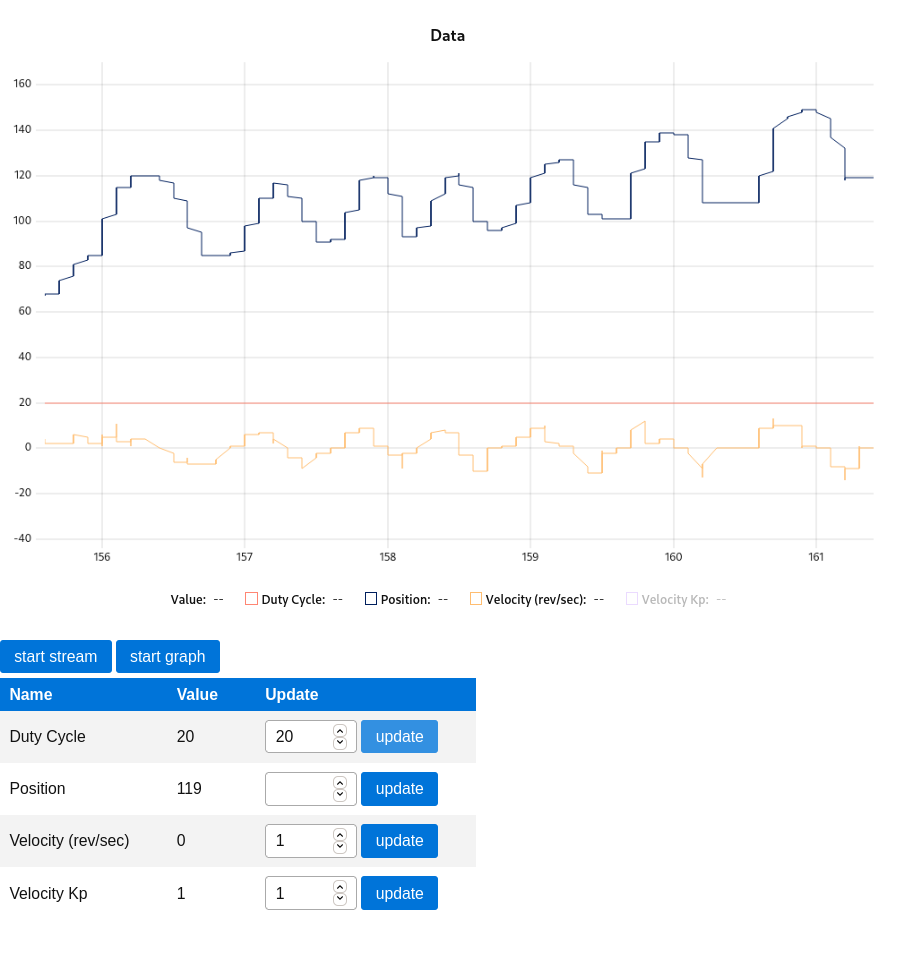 Data
160
140
120
100
80
60
40
20
0
-20
-40
156 157 158 159 160 161
Value: -- Duty Cycle: -- Position: -- Velocity (rev/sec): -- Velocity Kp: --
start stream start graph
Name Value Update
Duty Cycle 20 20 update
Position 119 update
Velocity (rev/sec) 0 1 update
Velocity Kp 1 1 update